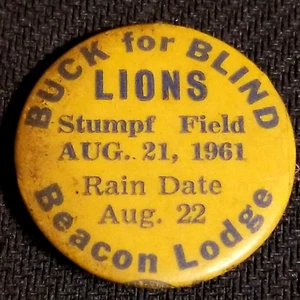 BUCK for BLIND
LIONS
Stumpf Field
AUG. 21, 1961
Rain Date
Aug. 22
Beacon Lodge